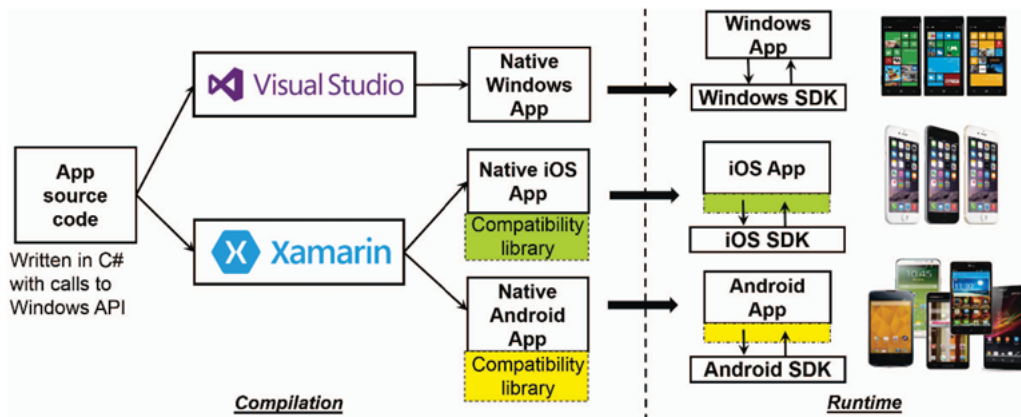 App
source
code
Written in C#
with calls to
Windows API
Visual Studio
Xamarin
Native
Windows
App
Native iOS
App
Compatibility
library
Native
Android
App
Compatibility
library
Compilation
Windows
App
Windows SDK
iOS App
iOS SDK
Android
App
Android SDK
Runtime